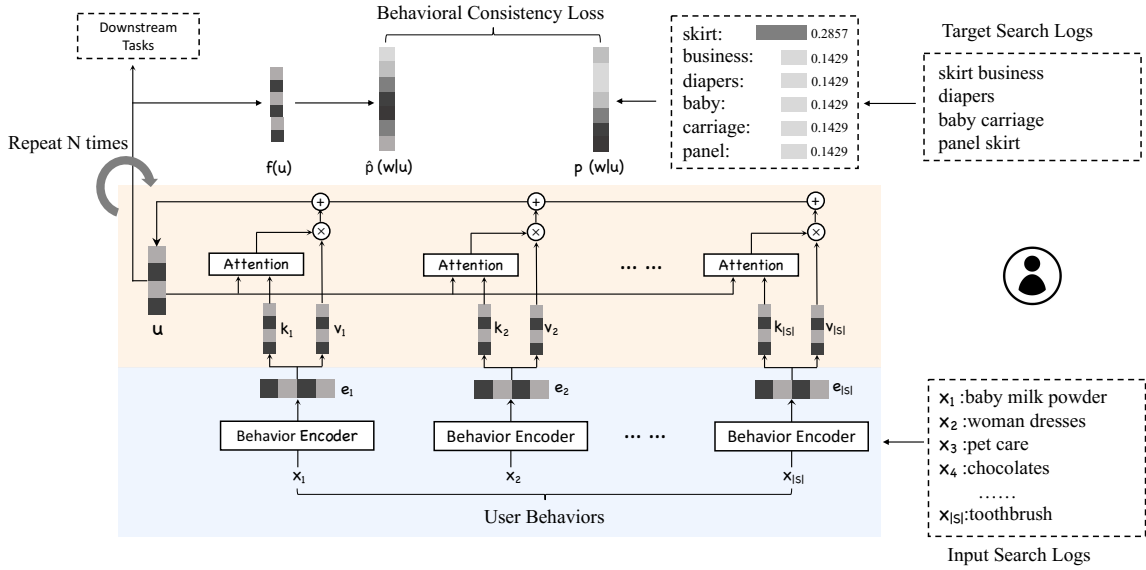 Downstream
Tasks
Behavioral Consistency Loss
Target Search Logs
skirt: 0.2857
business: 0.1429
diapers: 0.1429
baby: 0.1429
carriage: 0.1429
panel: 0.1429
skirt business
diapers
baby carriage
panel skirt
Repeat N times
f(u)
p̂ (w|u)
p (w|u)
+ + +
× × ×
Attention Attention ... ... Attention
u
k₁ v₁ k₂ v₂ k|S| v|S|
e₁ e₂ e|S|
Behavior Encoder Behavior Encoder ... ... Behavior Encoder
x₁ x₂ x|S|
User Behaviors
x₁ :baby milk powder
x₂ :woman dresses
x₃ :pet care
x₄ :chocolates
......
x|S|:toothbrush
Input Search Logs